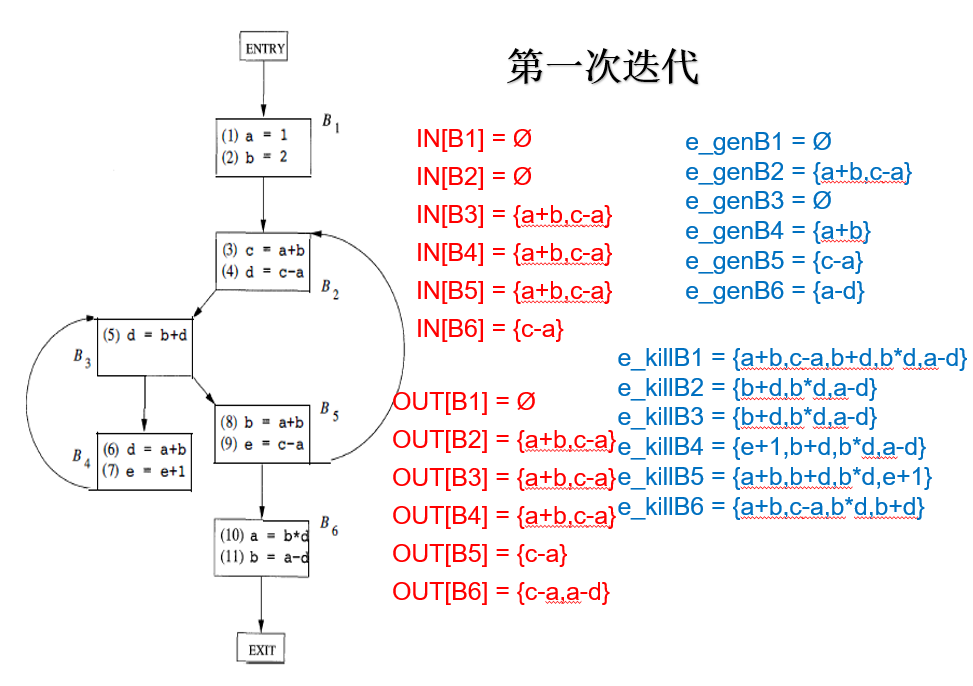 第一次迭代
ENTRY
B1
(1) a = 1
(2) b = 2
(3) c = a+b
(4) d = c-a
B2
(5) d = b+d
B3
B5
(8) b = a+b
(9) e = c-a
B4
(6) d = a+b
(7) e = e+1
B6
(10) a = b*d
(11) b = a-d
EXIT
IN[B1] = Ø
IN[B2] = Ø
IN[B3] = {a+b,c-a}
IN[B4] = {a+b,c-a}
IN[B5] = {a+b,c-a}
IN[B6] = {c-a}
OUT[B1] = Ø
OUT[B2] = {a+b,c-a}
OUT[B3] = {a+b,c-a}
OUT[B4] = {a+b,c-a}
OUT[B5] = {c-a}
OUT[B6] = {c-a,a-d}
e_genB1 = Ø
e_genB2 = {a+b,c-a}
e_genB3 = Ø
e_genB4 = {a+b}
e_genB5 = {c-a}
e_genB6 = {a-d}
e_killB1 = {a+b,c-a,b+d,b*d,a-d}
e_killB2 = {b+d,b*d,a-d}
e_killB3 = {b+d,b*d,a-d}
e_killB4 = {e+1,b+d,b*d,a-d}
e_killB5 = {a+b,b+d,b*d,e+1}
e_killB6 = {a+b,c-a,b*d,b+d}